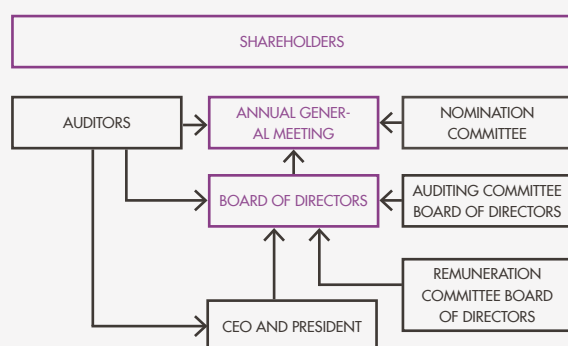 SHAREHOLDERS
AUDITORS
ANNUAL GENER-
AL MEETING
NOMINATION
COMMITTEE
BOARD OF DIRECTORS
AUDITING COMMITTEE
BOARD OF DIRECTORS
REMUNERATION
COMMITTEE BOARD
OF DIRECTORS
CEO AND PRESIDENT